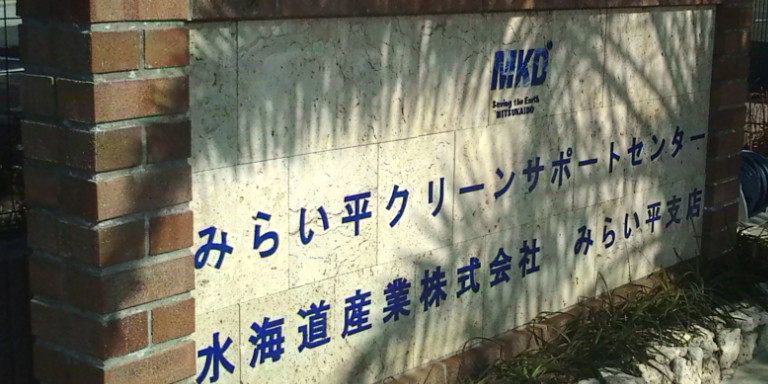 MKD
Saving the Earth
MITSUKAIDO
みらい平クリーンサポートセンター
水海道産業株式会社 みらい平支店